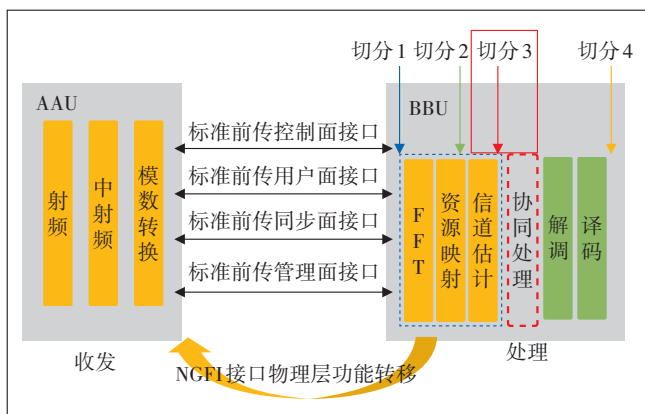 切分1
切分2
切分3
切分4
AAU
BBU
射频
中射频
模数转换
标准前传控制面接口
标准前传用户面接口
标准前传同步面接口
标准前传管理面接口
FFT
资源映射
信道估计
协同处理
解调
译码
收发
处理
NGFI接口物理层功能转移